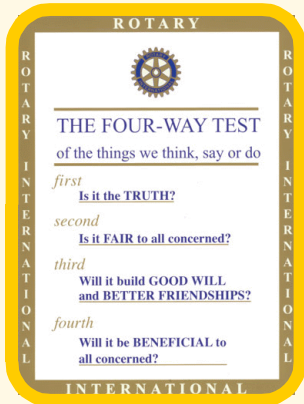 ROTARY
ROTARY INTERNATIONAL
ROTARY INTERNATIONAL
THE FOUR-WAY TEST
of the things we think, say or do
first
Is it the TRUTH?
second
Is it FAIR to all concerned?
third
Will it build GOOD WILL
and BETTER FRIENDSHIPS?
fourth
Will it be BENEFICIAL to
all concerned?
INTERNATIONAL